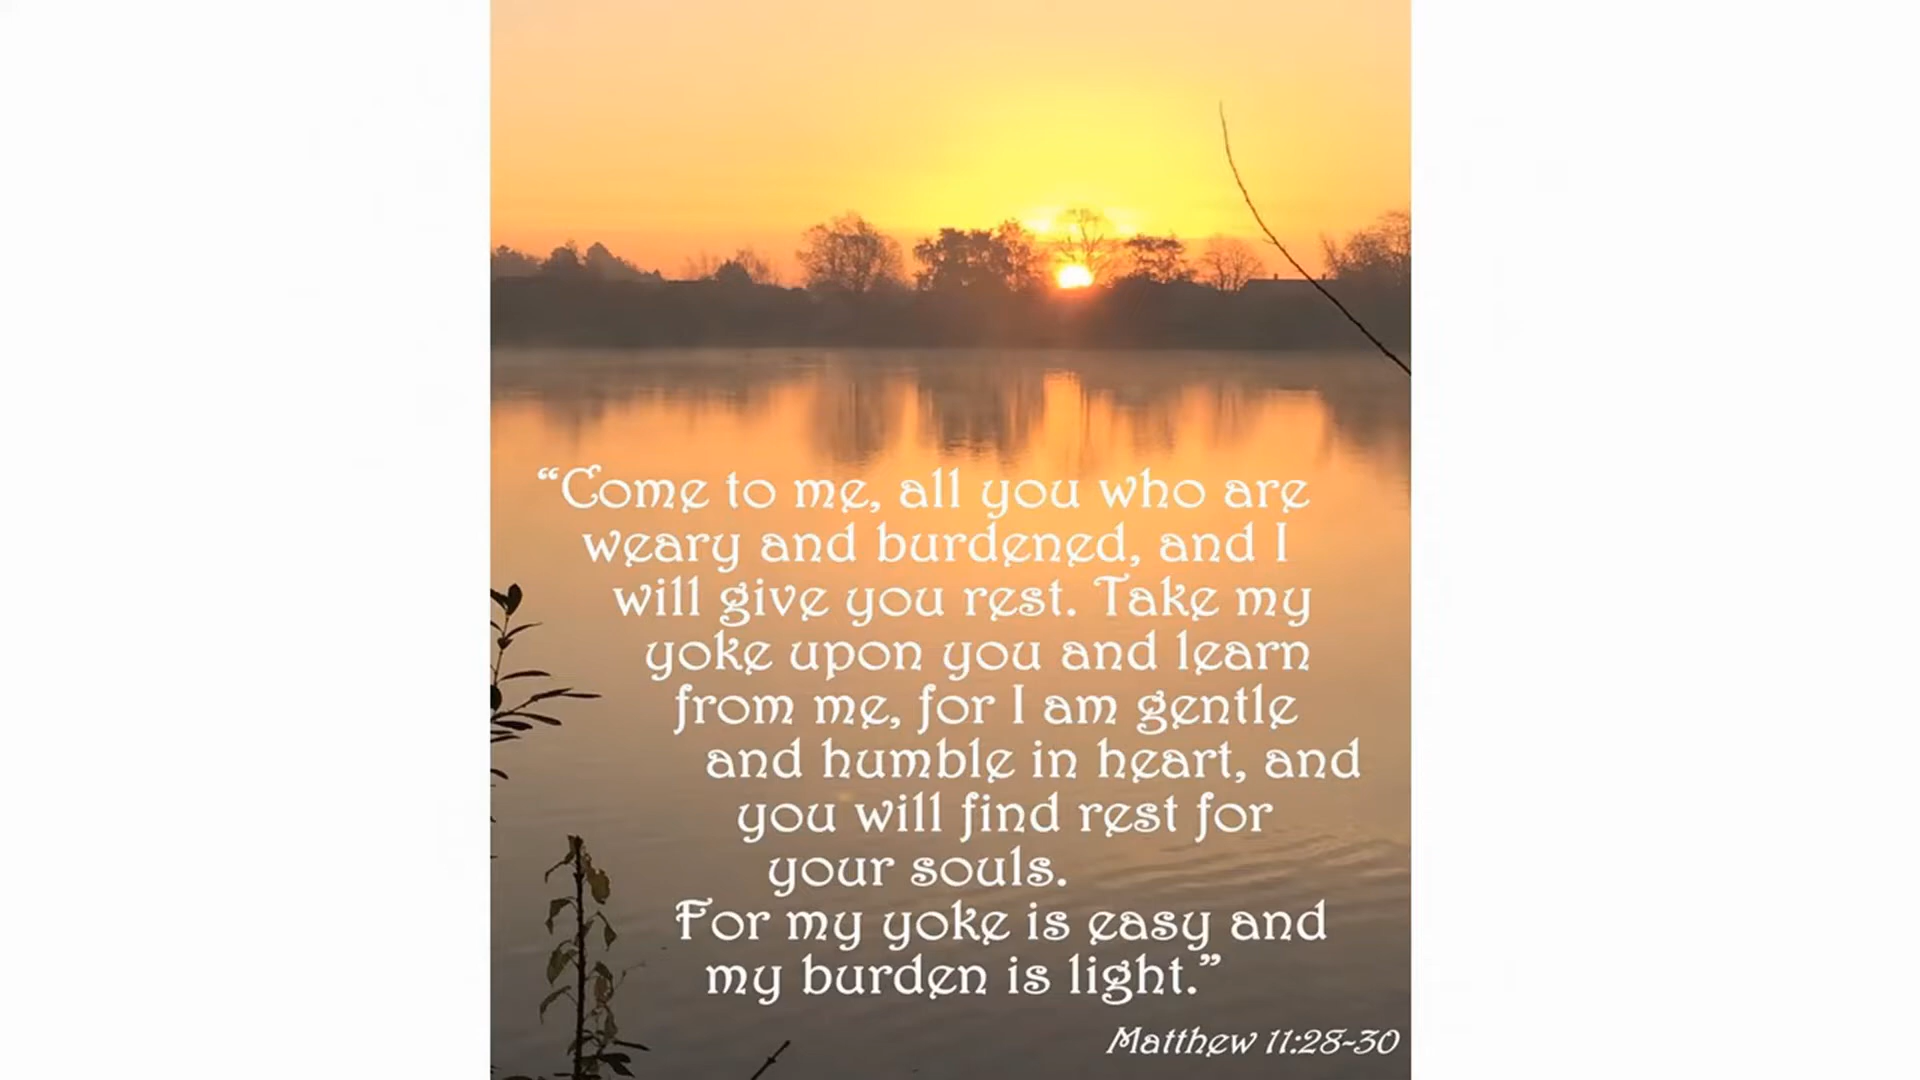 “Come to me, all you who are
weary and burdened, and I
will give you rest. Take my
yoke upon you and learn
from me, for I am gentle
and humble in heart, and
you will find rest for
your souls.
For my yoke is easy and
my burden is light.”
Matthew 11:28-30